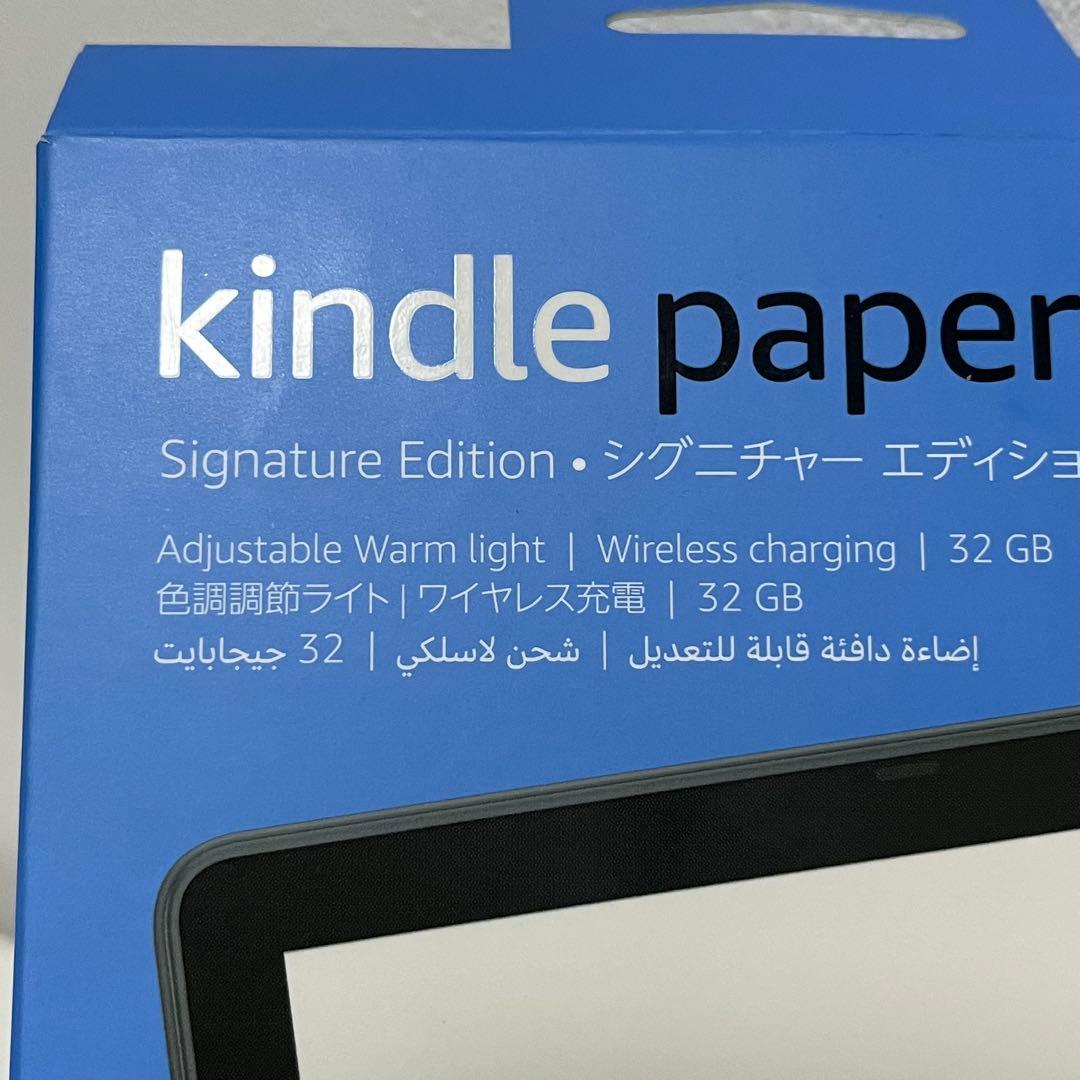 kindle paper
Signature Edition • シグニチャー エディショ
Adjustable Warm light | Wireless charging | 32 GB
色調調節ライト | ワイヤレス充電 | 32 GB
إضاءة دافئة قابلة للتعديل | شحن لاسلكي | 32 جيجابايت